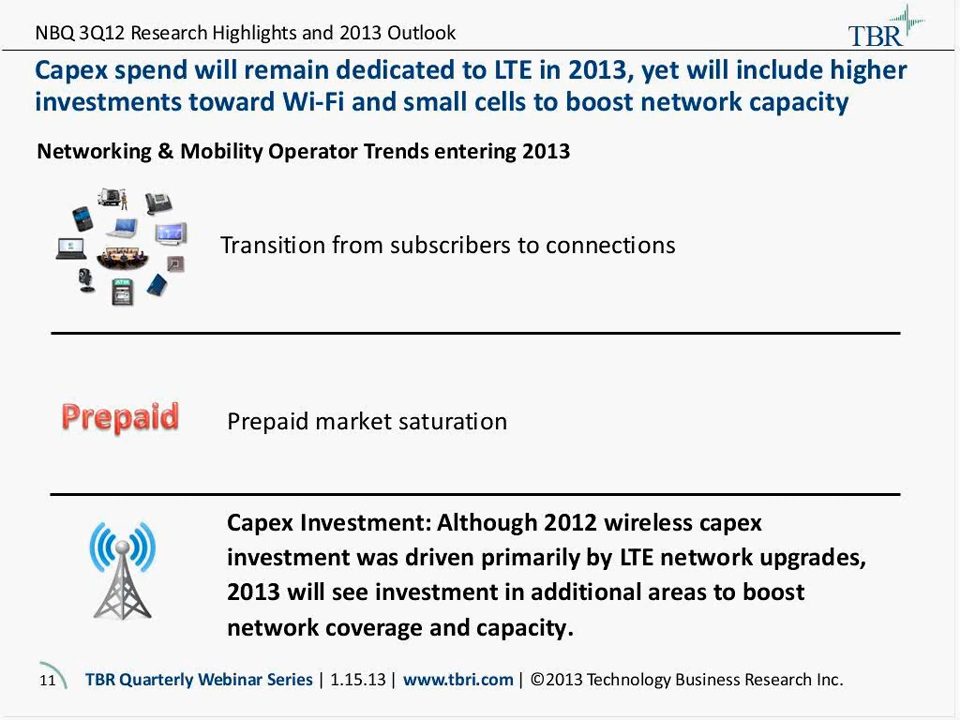 NBQ 3Q12 Research Highlights and 2013 Outlook
TBR
Capex spend will remain dedicated to LTE in 2013, yet will include higher
investments toward Wi-Fi and small cells to boost network capacity
Networking & Mobility Operator Trends entering 2013
Transition from subscribers to connections
Prepaid
Prepaid market saturation
Capex Investment: Although 2012 wireless capex
investment was driven primarily by LTE network upgrades,
2013 will see investment in additional areas to boost
network coverage and capacity.
11 TBR Quarterly Webinar Series | 1.15.13 | www.tbri.com | ©2013 Technology Business Research Inc.